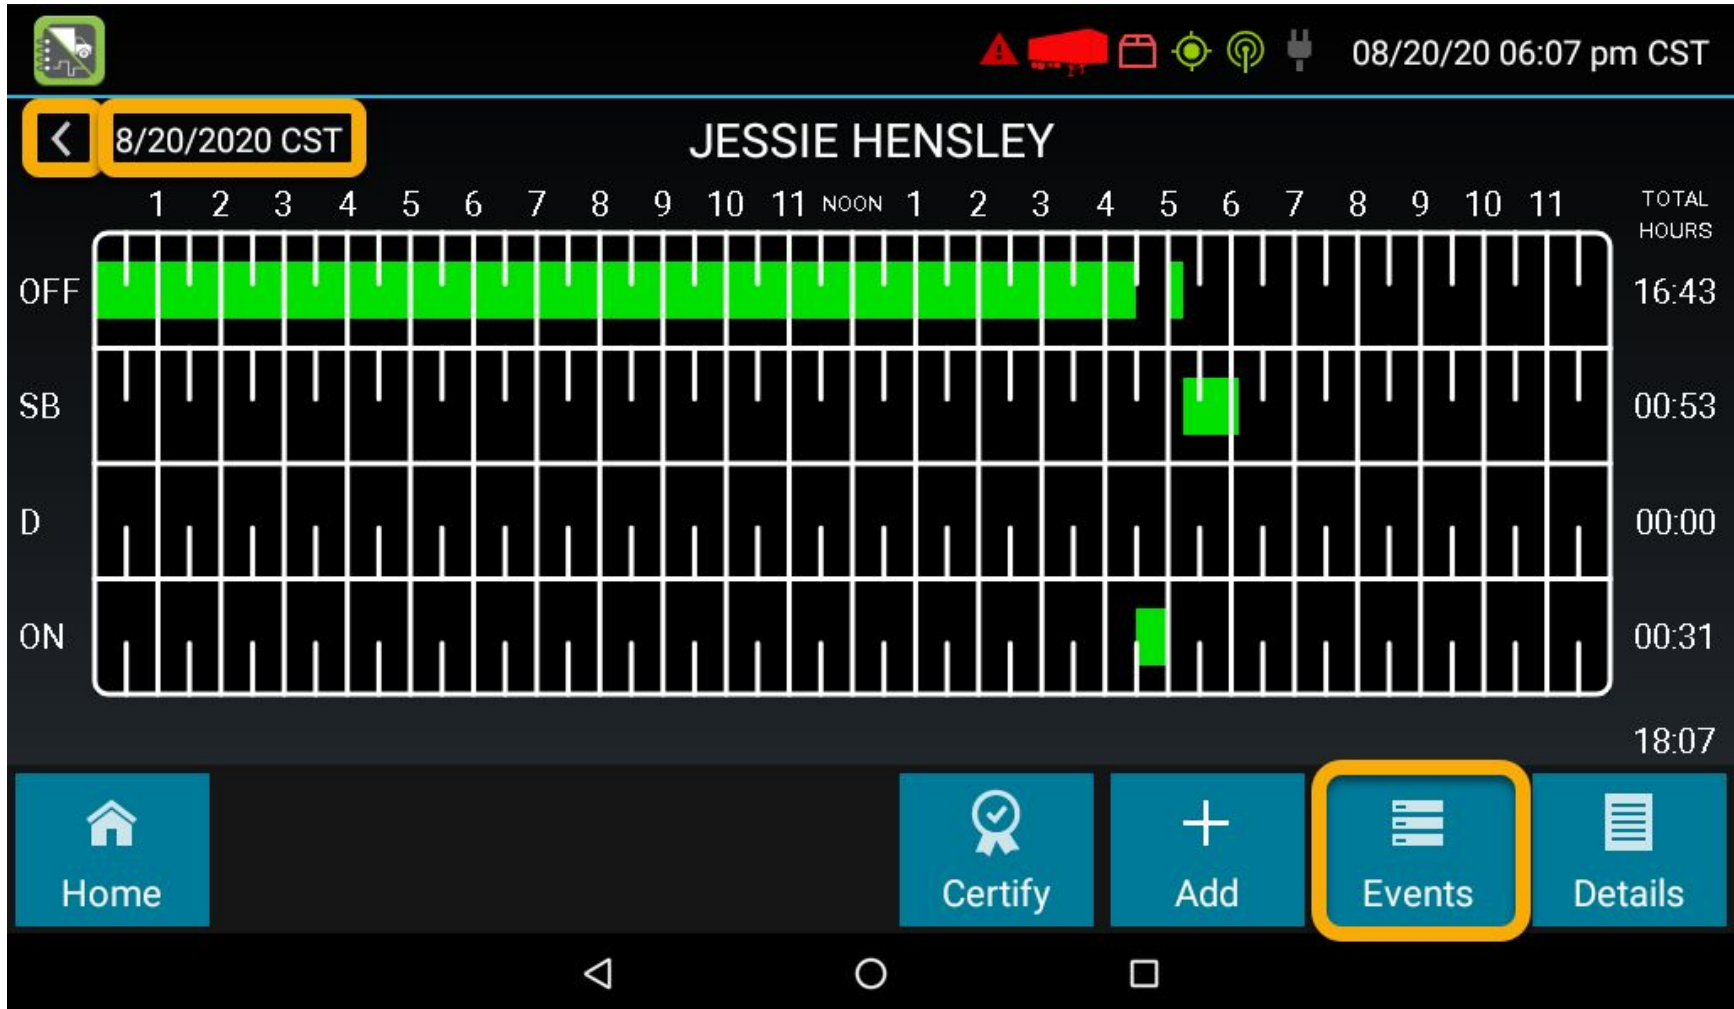 08/20/20 06:07 pm CST
8/20/2020 CST
JESSIE HENSLEY
1 2 3 4 5 6 7 8 9 10 11 NOON 1 2 3 4 5 6 7 8 9 10 11 TOTAL
HOURS
OFF 16:43
SB 00:53
D 00:00
ON 00:31
18:07
Home Certify Add Events Details